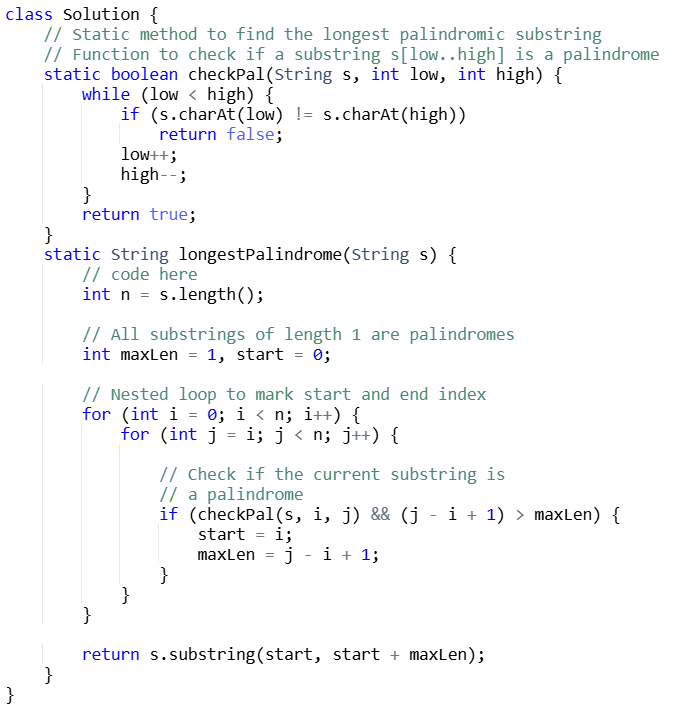 class Solution {
    // Static method to find the longest palindromic substring
    // Function to check if a substring s[low..high] is a palindrome
    static boolean checkPal(String s, int low, int high) {
        while (low < high) {
            if (s.charAt(low) != s.charAt(high))
                return false;
            low++;
            high--;
        }
        return true;
    }
    static String longestPalindrome(String s) {
        // code here
        int n = s.length();

        // All substrings of length 1 are palindromes
        int maxLen = 1, start = 0;

        // Nested loop to mark start and end index
        for (int i = 0; i < n; i++) {
            for (int j = i; j < n; j++) {

                // Check if the current substring is
                // a palindrome
                if (checkPal(s, i, j) && (j - i + 1) > maxLen) {
                    start = i;
                    maxLen = j - i + 1;
                }
            }
        }

        return s.substring(start, start + maxLen);
    }
}